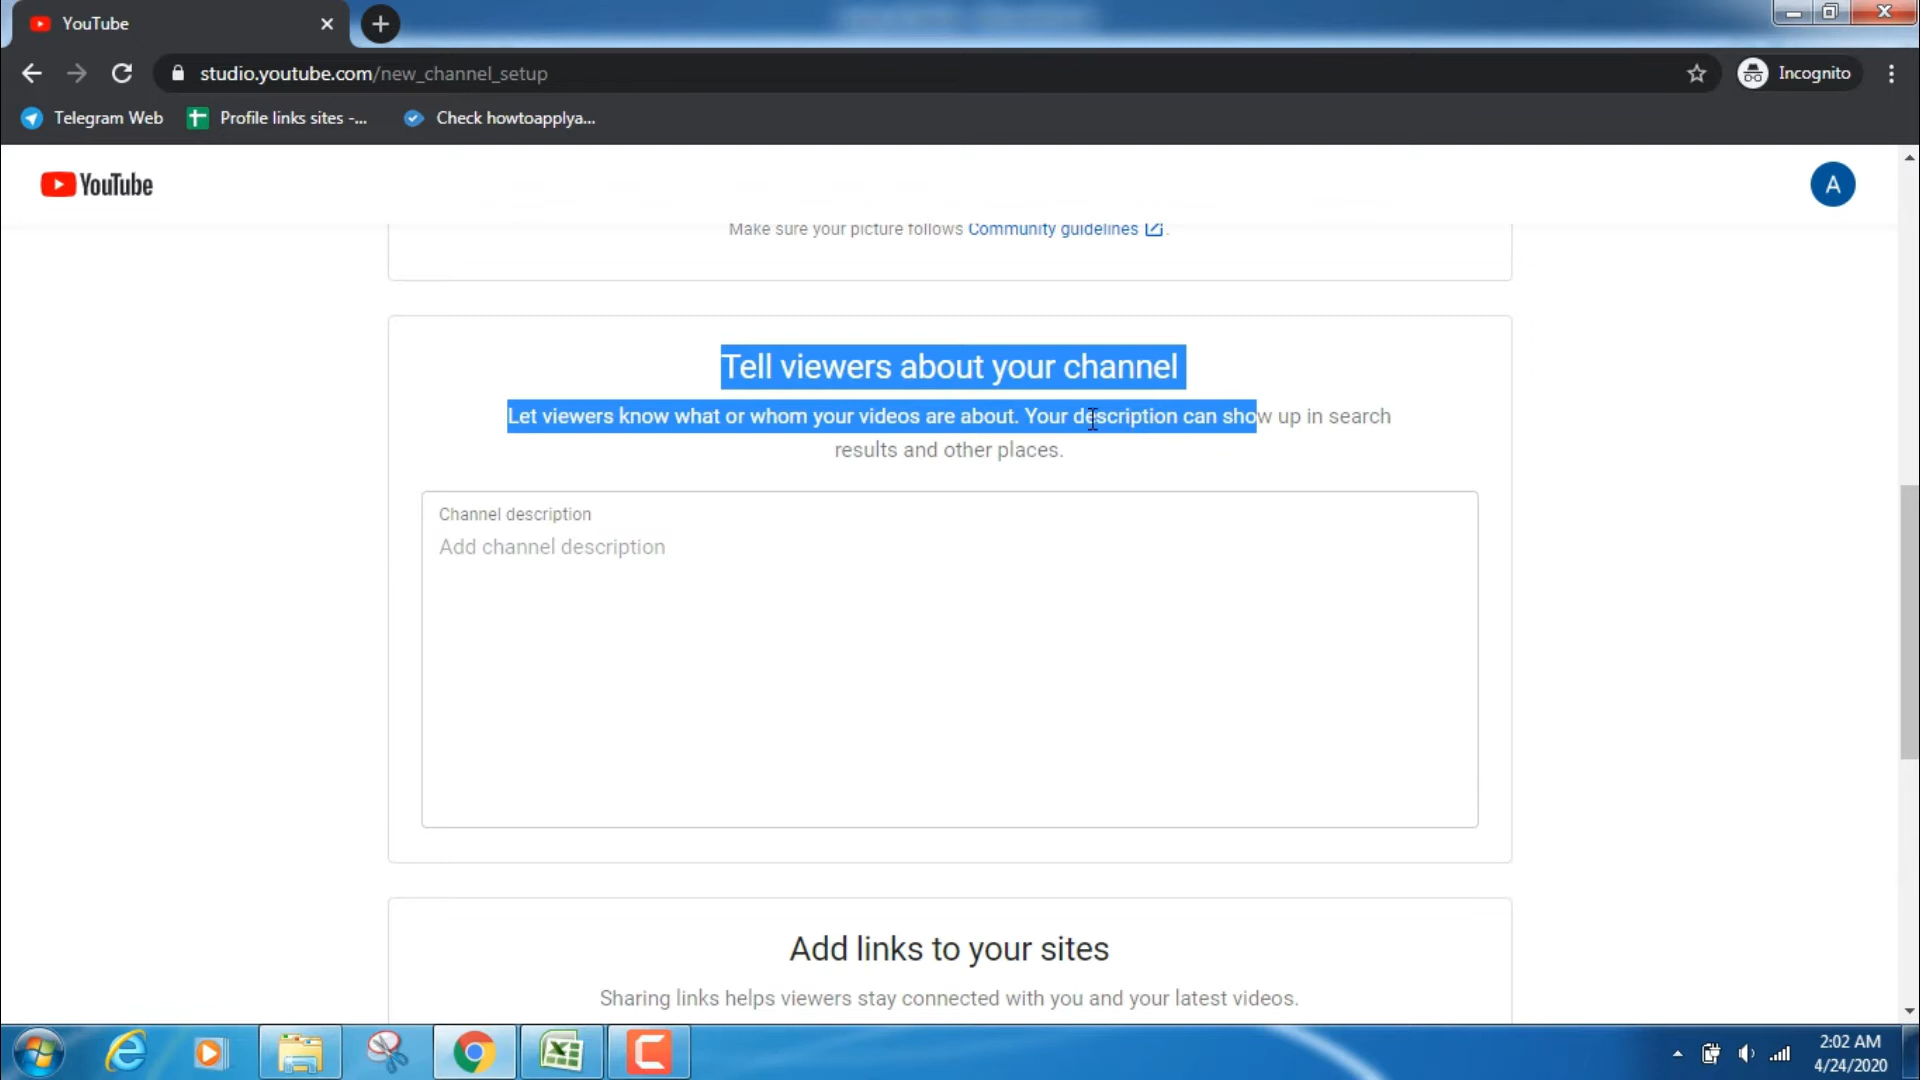 YouTube
studio.youtube.com/new_channel_setup
Incognito
Telegram Web
Profile links sites -...
Check howtoapplya...
YouTube
A
Make sure your picture follows Community guidelines.
Tell viewers about your channel
Let viewers know what or whom your videos are about. Your description can show up in search
results and other places.
Channel description
Add channel description
Add links to your sites
Sharing links helps viewers stay connected with you and your latest videos.
2:02 AM
4/24/2020